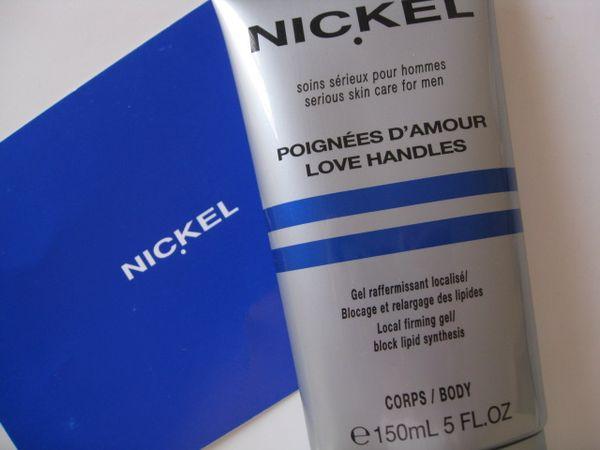 NICKEL
soins sérieux pour hommes
serious skin care for men
POIGNÉES D'AMOUR
LOVE HANDLES
Gel raffermissant localisé/
Blocage et relargage des lipides
Local firming gel/
block lipid synthesis
CORPS / BODY
e 150mL 5 FL.OZ
NICKEL